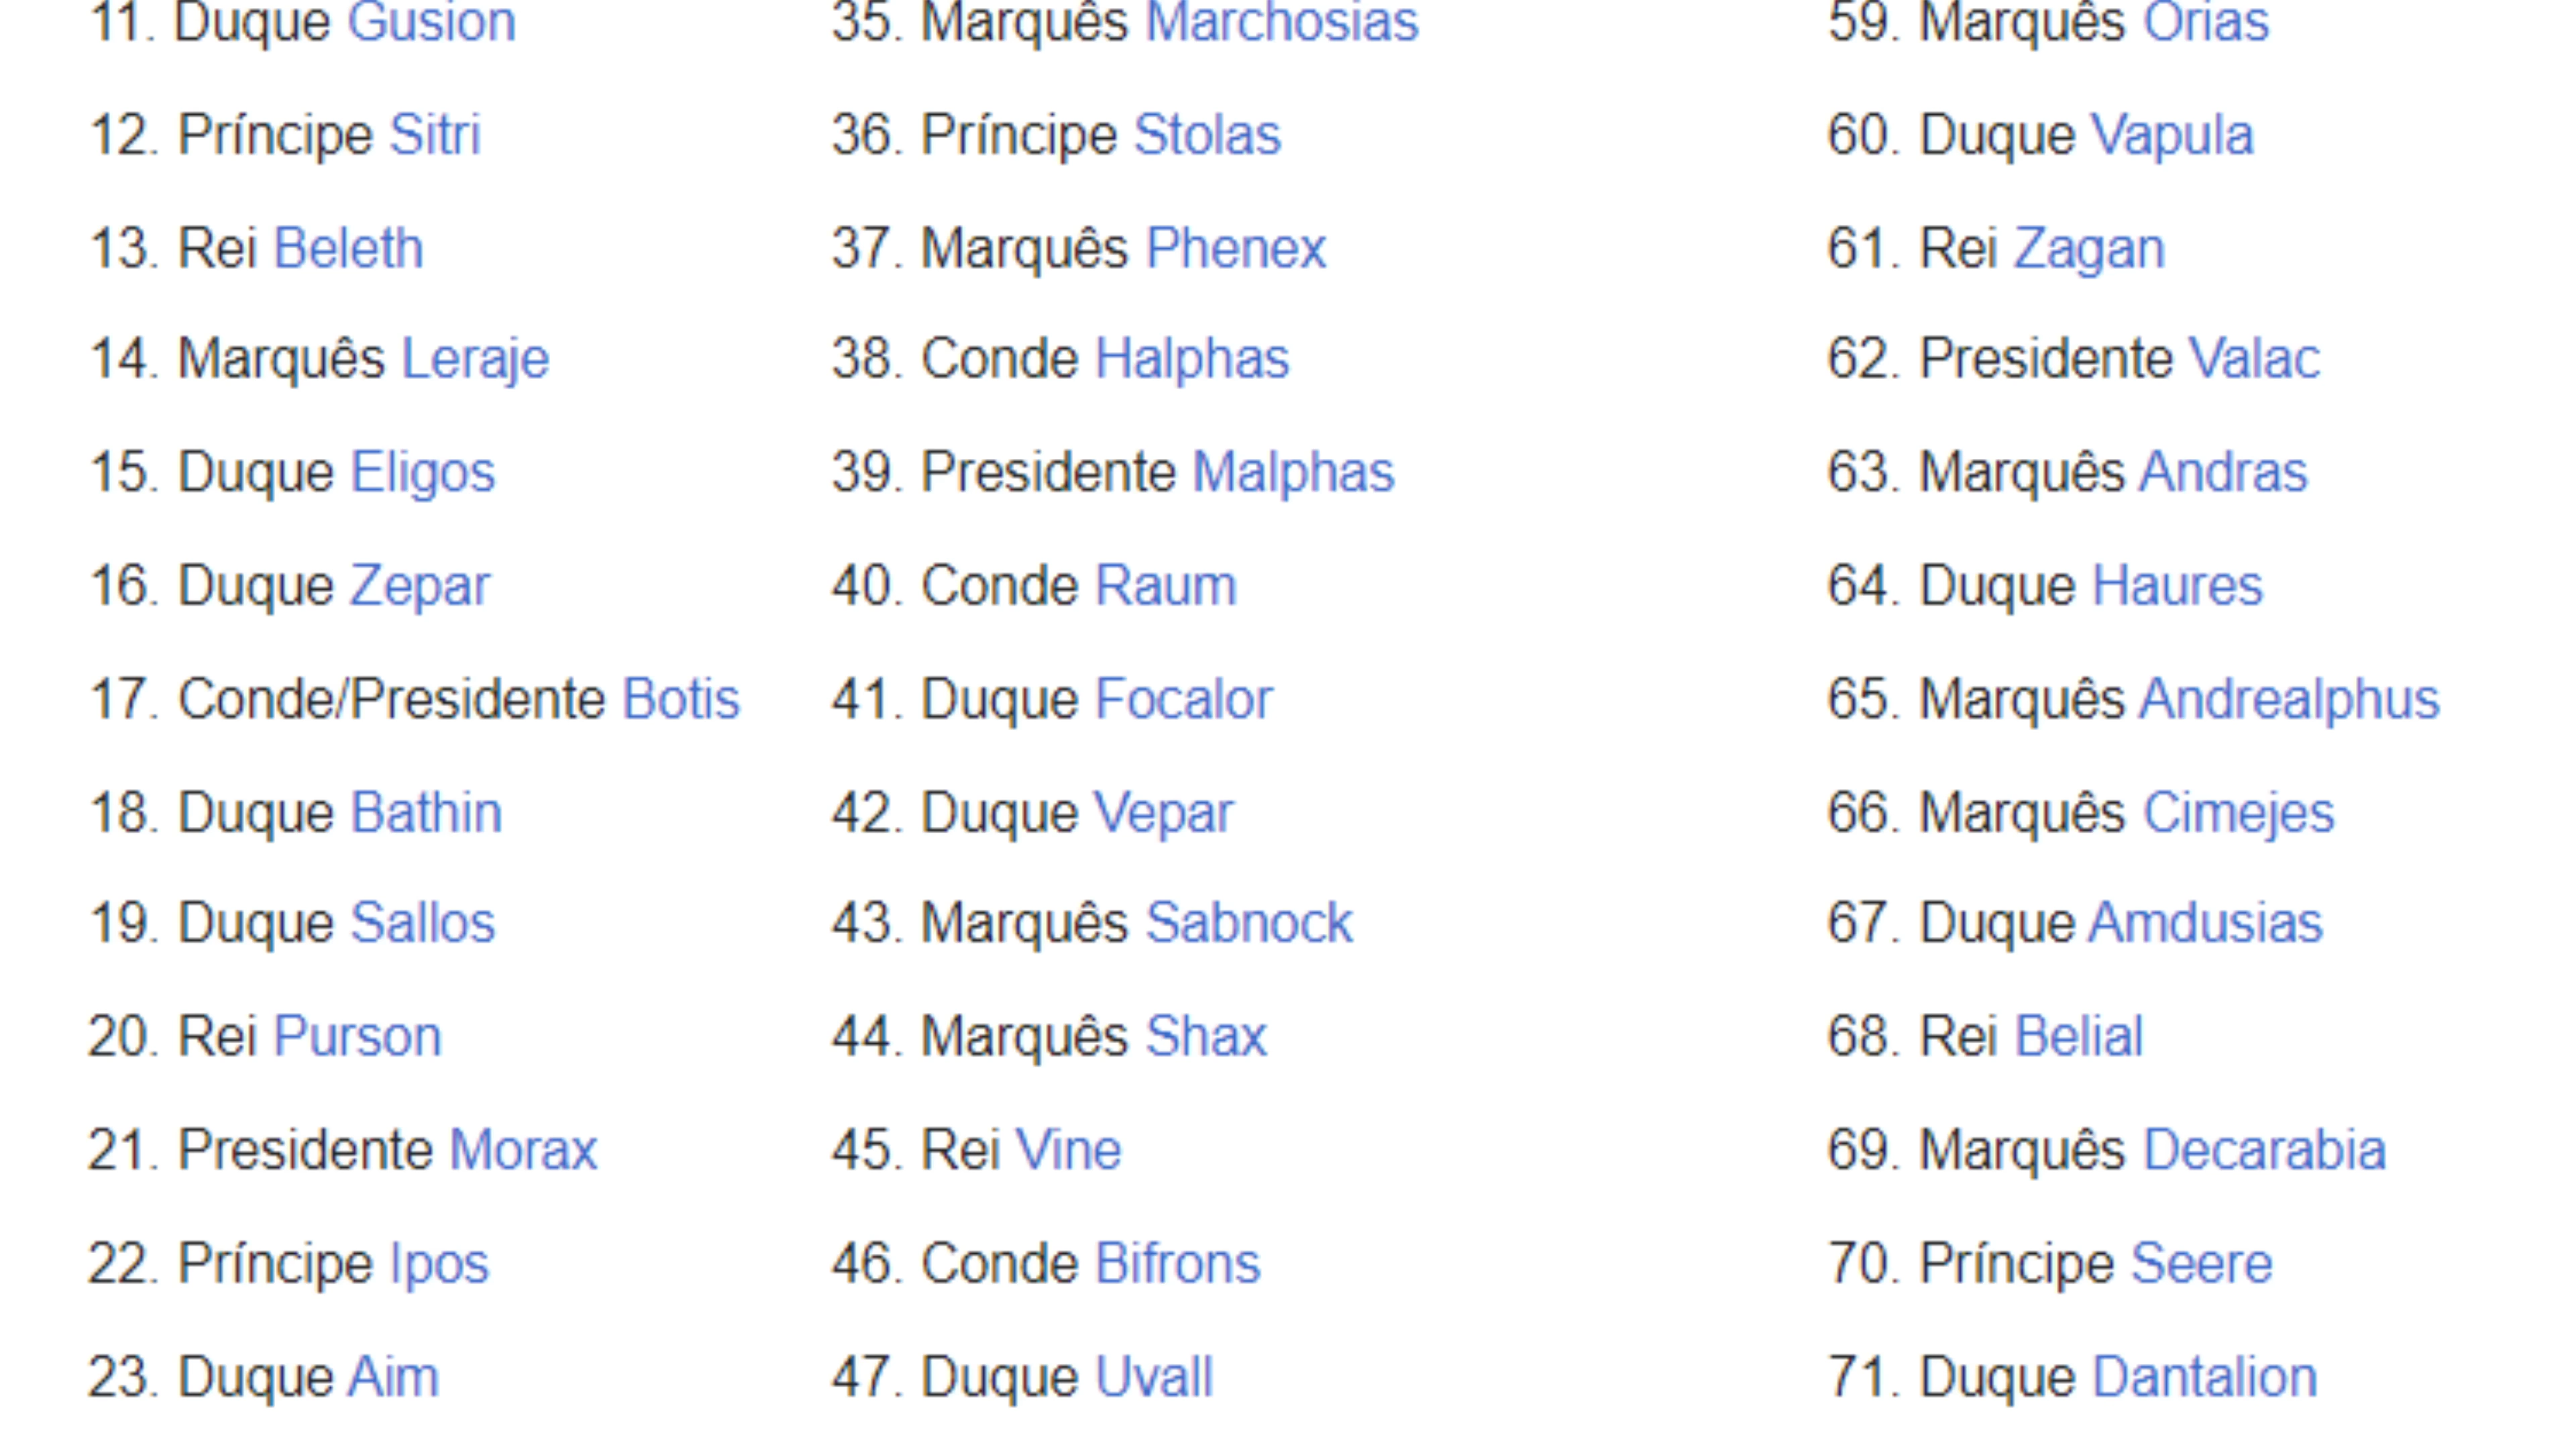 11. Duque Gusion
12. Príncipe Sitri
13. Rei Beleth
14. Marquês Leraje
15. Duque Eligos
16. Duque Zepar
17. Conde/Presidente Botis
18. Duque Bathin
19. Duque Sallos
20. Rei Purson
21. Presidente Morax
22. Príncipe Ipos
23. Duque Aim
35. Marquês Marchosias
36. Príncipe Stolas
37. Marquês Phenex
38. Conde Halphas
39. Presidente Malphas
40. Conde Raum
41. Duque Focalor
42. Duque Vepar
43. Marquês Sabnock
44. Marquês Shax
45. Rei Vine
46. Conde Bifrons
47. Duque Uvall
59. Marquês Orias
60. Duque Vapula
61. Rei Zagan
62. Presidente Valac
63. Marquês Andras
64. Duque Haures
65. Marquês Andrealphus
66. Marquês Cimejes
67. Duque Amdusias
68. Rei Belial
69. Marquês Decarabia
70. Príncipe Seere
71. Duque Dantalion